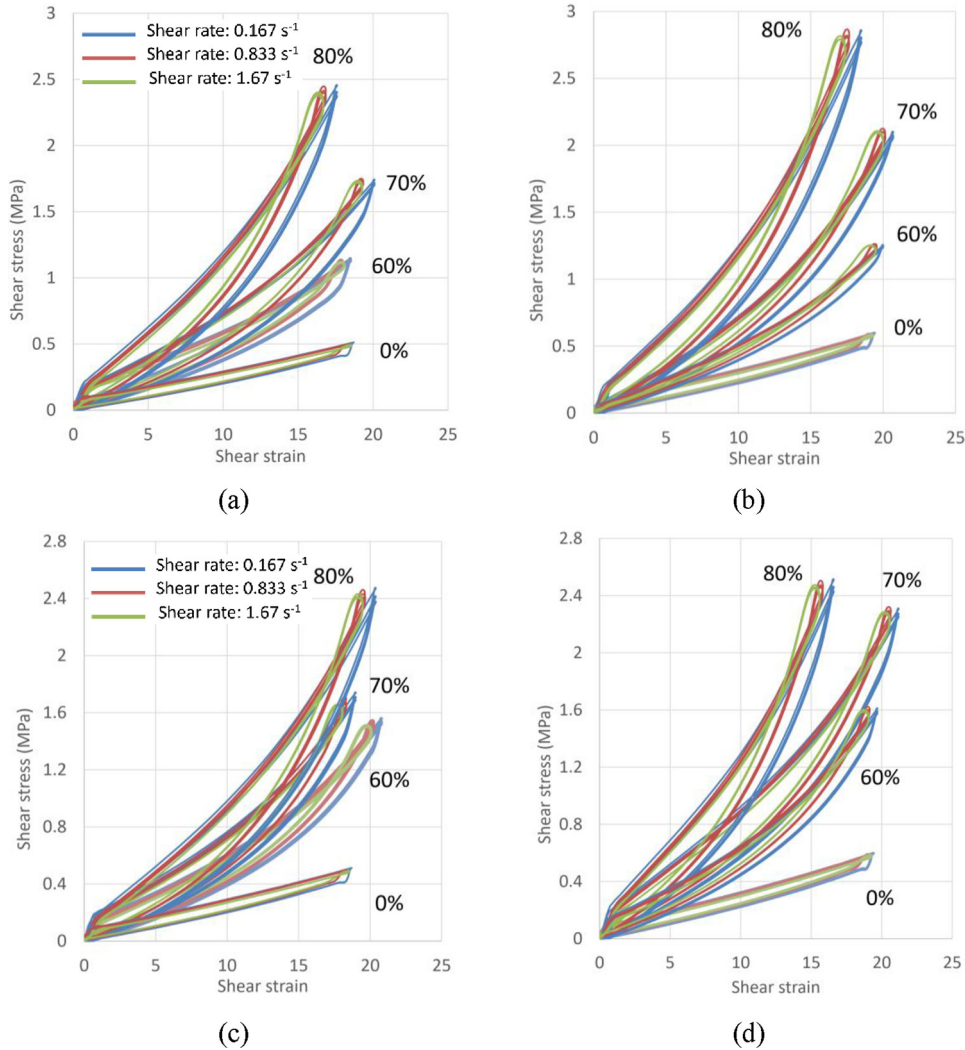 3
2.5
2
1.5
1
0.5
0
Shear stress (MPa)
Shear rate: 0.167 s⁻¹
Shear rate: 0.833 s⁻¹
Shear rate: 1.67 s⁻¹
80%
70%
60%
0%
0 5 10 15 20 25
Shear strain
(a)
3
2.5
2
1.5
1
0.5
0
Shear stress (MPa)
80%
70%
60%
0%
0 5 10 15 20 25
Shear strain
(b)
2.8
2.4
2
1.6
1.2
0.8
0.4
0
Shear stress (MPa)
Shear rate: 0.167 s⁻¹
Shear rate: 0.833 s⁻¹
Shear rate: 1.67 s⁻¹
80%
70%
60%
0%
0 5 10 15 20 25
Shear strain
(c)
2.8
2.4
2
1.6
1.2
0.8
0.4
0
Shear stress (MPa)
80%
70%
60%
0%
0 5 10 15 20 25
Shear strain
(d)